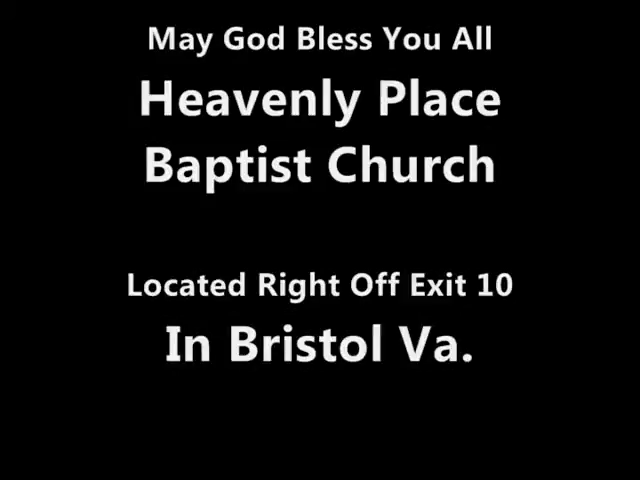 May God Bless You All
Heavenly Place
Baptist Church
Located Right Off Exit 10
In Bristol Va.